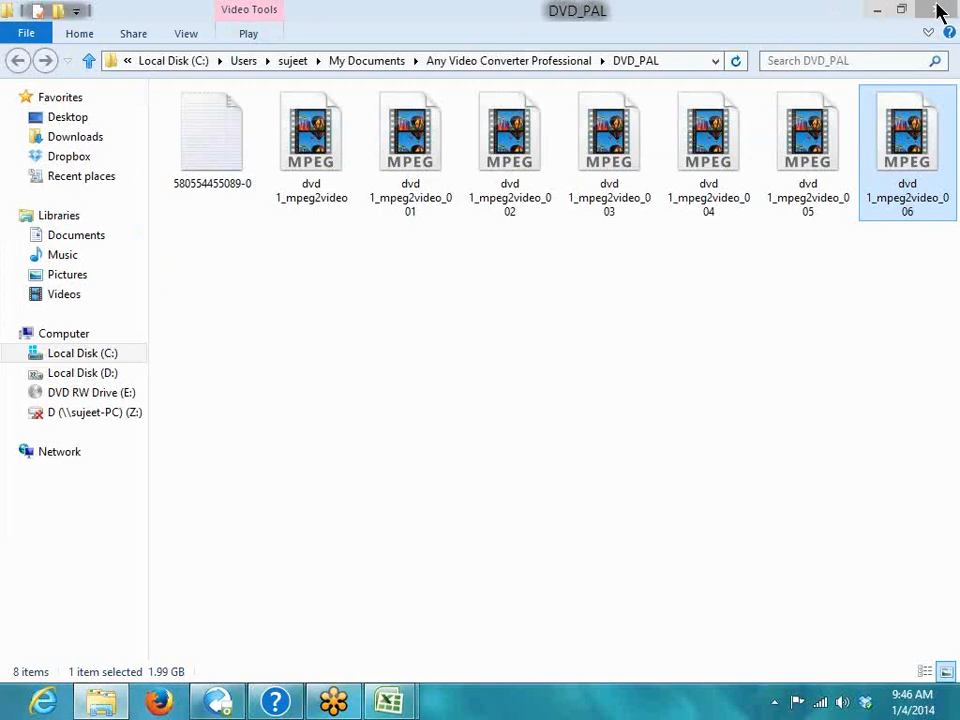 Video Tools
DVD_PAL
File
Home
Share
View
Play
« Local Disk (C:) Users sujeet My Documents Any Video Converter Professional DVD_PAL
Search DVD_PAL
Favorites
Desktop
Downloads
Dropbox
Recent places
Libraries
Documents
Music
Pictures
Videos
Computer
Local Disk (C:)
Local Disk (D:)
DVD RW Drive (E:)
D (\\sujeet-PC) (Z:)
Network
580554455089-0
MPEG
dvd
1_mpeg2video
MPEG
dvd
1_mpeg2video_0
01
MPEG
dvd
1_mpeg2video_0
02
MPEG
dvd
1_mpeg2video_0
03
MPEG
dvd
1_mpeg2video_0
04
MPEG
dvd
1_mpeg2video_0
05
MPEG
dvd
1_mpeg2video_0
06
8 items
1 item selected 1.99 GB
9:46 AM
1/4/2014